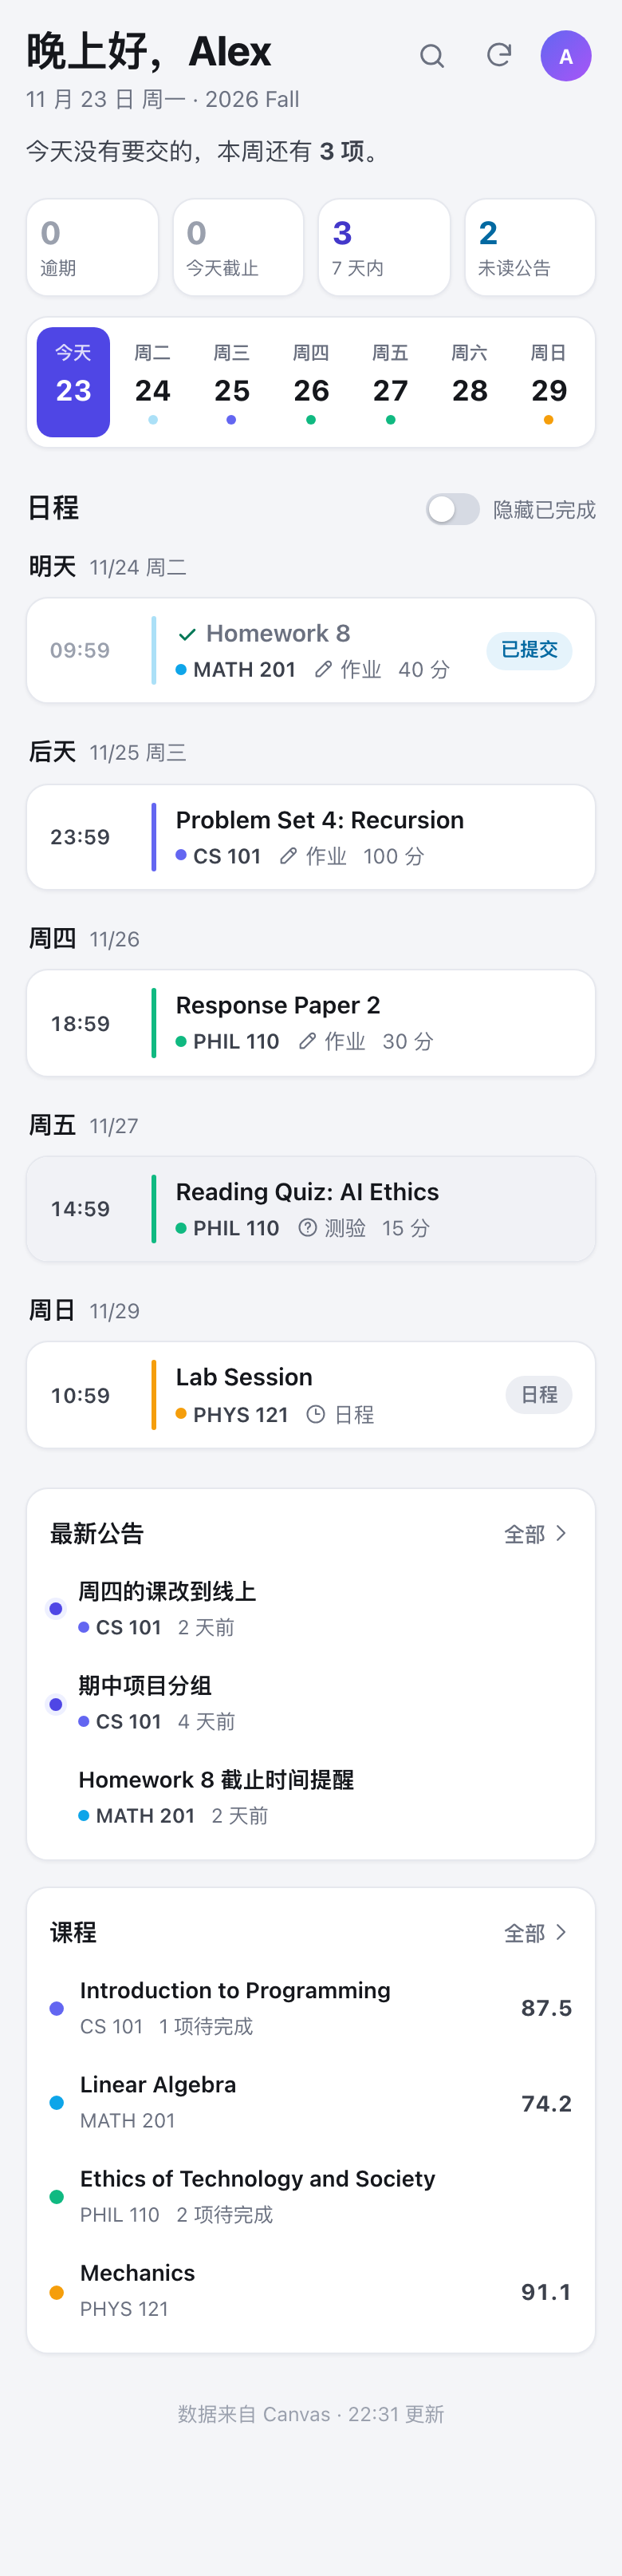 晚上好，Alex
A
11 月 23 日 周一 · 2026 Fall
今天没有要交的，本周还有 3 项。
0
逾期
0
今天截止
3
7 天内
2
未读公告
今天
23
周二
24
周三
25
周四
26
周五
27
周六
28
周日
29
日程
隐藏已完成
明天 11/24 周二
09:59
Homework 8
MATH 201 作业 40 分
已提交
后天 11/25 周三
23:59
Problem Set 4: Recursion
CS 101 作业 100 分
周四 11/26
18:59
Response Paper 2
PHIL 110 作业 30 分
周五 11/27
14:59
Reading Quiz: AI Ethics
PHIL 110 测验 15 分
周日 11/29
10:59
Lab Session
PHYS 121 日程
日程
最新公告
全部
周四的课改到线上
CS 101 2 天前
期中项目分组
CS 101 4 天前
Homework 8 截止时间提醒
MATH 201 2 天前
课程
全部
Introduction to Programming
CS 101 1 项待完成
87.5
Linear Algebra
MATH 201
74.2
Ethics of Technology and Society
PHIL 110 2 项待完成
Mechanics
PHYS 121
91.1
数据来自 Canvas · 22:31 更新